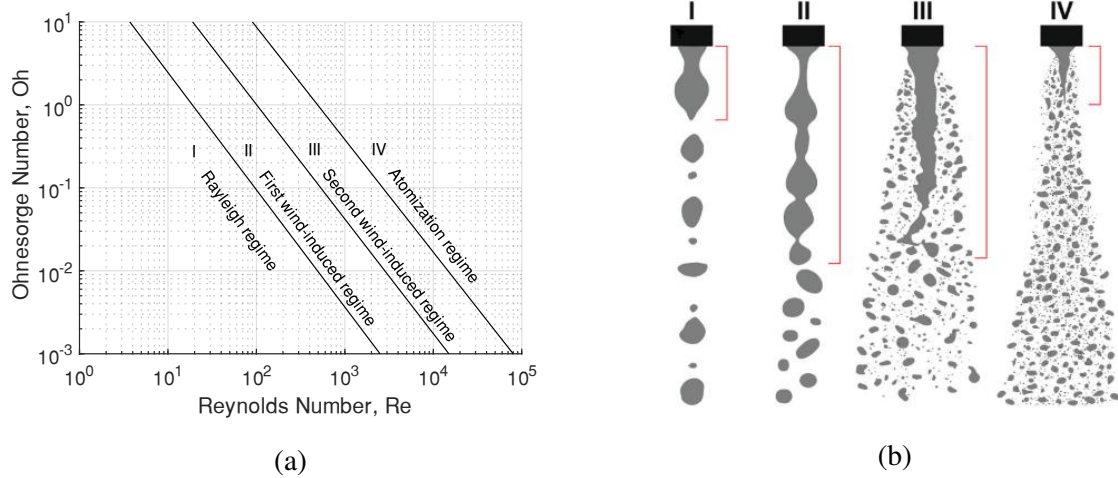 Ohnesorge Number, Oh
10^1
10^0
10^-1
10^-2
10^-3
10^0 10^1 10^2 10^3 10^4 10^5
Reynolds Number, Re
I II III IV
Rayleigh regime
First wind-induced regime
Second wind-induced regime
Atomization regime
(a)
I II III IV
(b)